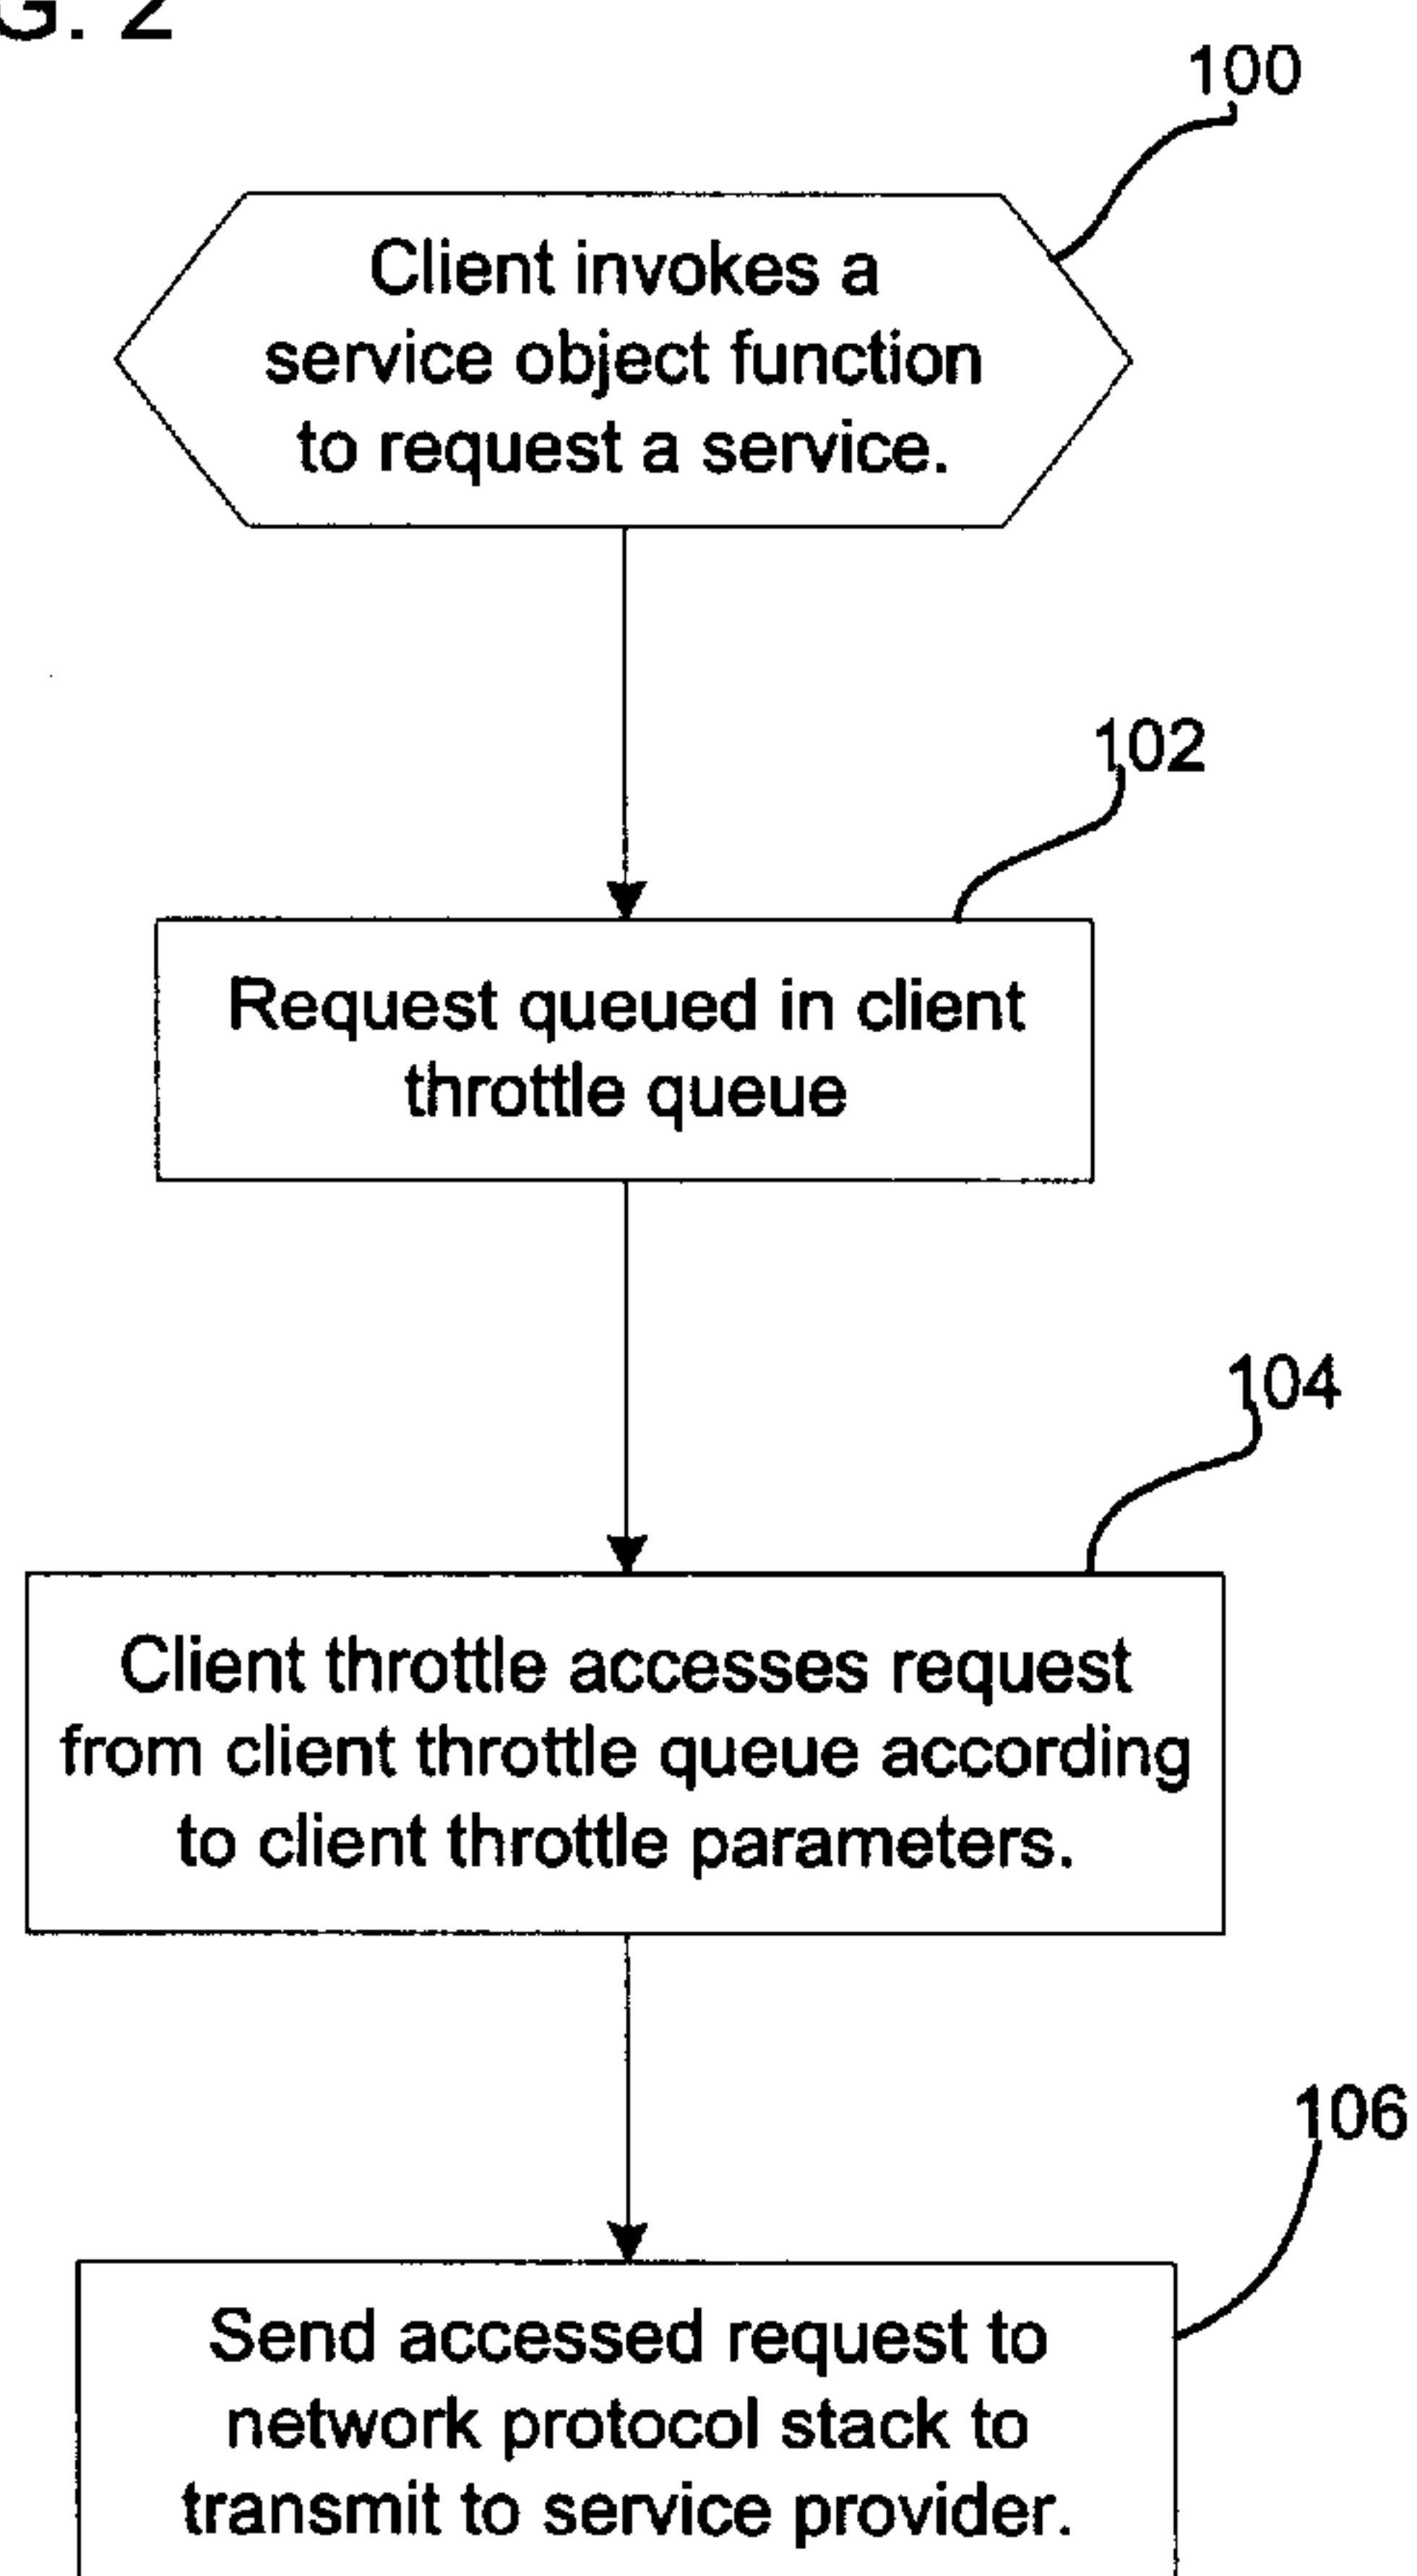 G. 2
100
Client invokes a
service object function
to request a service.
102
Request queued in client
throttle queue
104
Client throttle accesses request
from client throttle queue according
to client throttle parameters.
106
Send accessed request to
network protocol stack to
transmit to service provider.